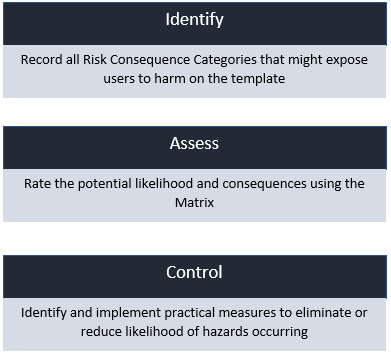 Identify
Record all Risk Consequence Categories that might expose
users to harm on the template
Assess
Rate the potential likelihood and consequences using the
Matrix
Control
Identify and implement practical measures to eliminate or
reduce likelihood of hazards occurring